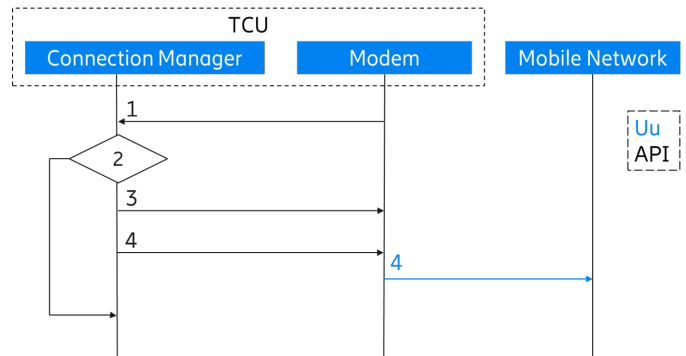 TCU
Connection Manager
Modem
Mobile Network
1
Uu
API
2
3
4
4